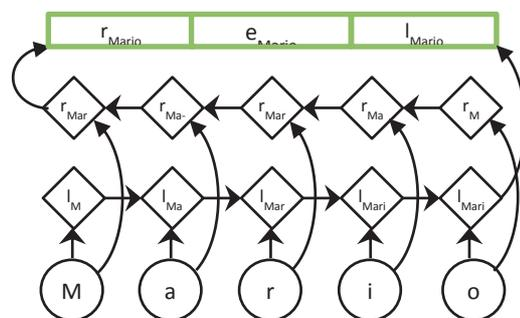 r_Mario e_Mario l_Mario
r_Mar r_Ma- r_Mar r_Ma r_M
l_M l_Ma l_Mar l_Mari l_Mari
M a r i o